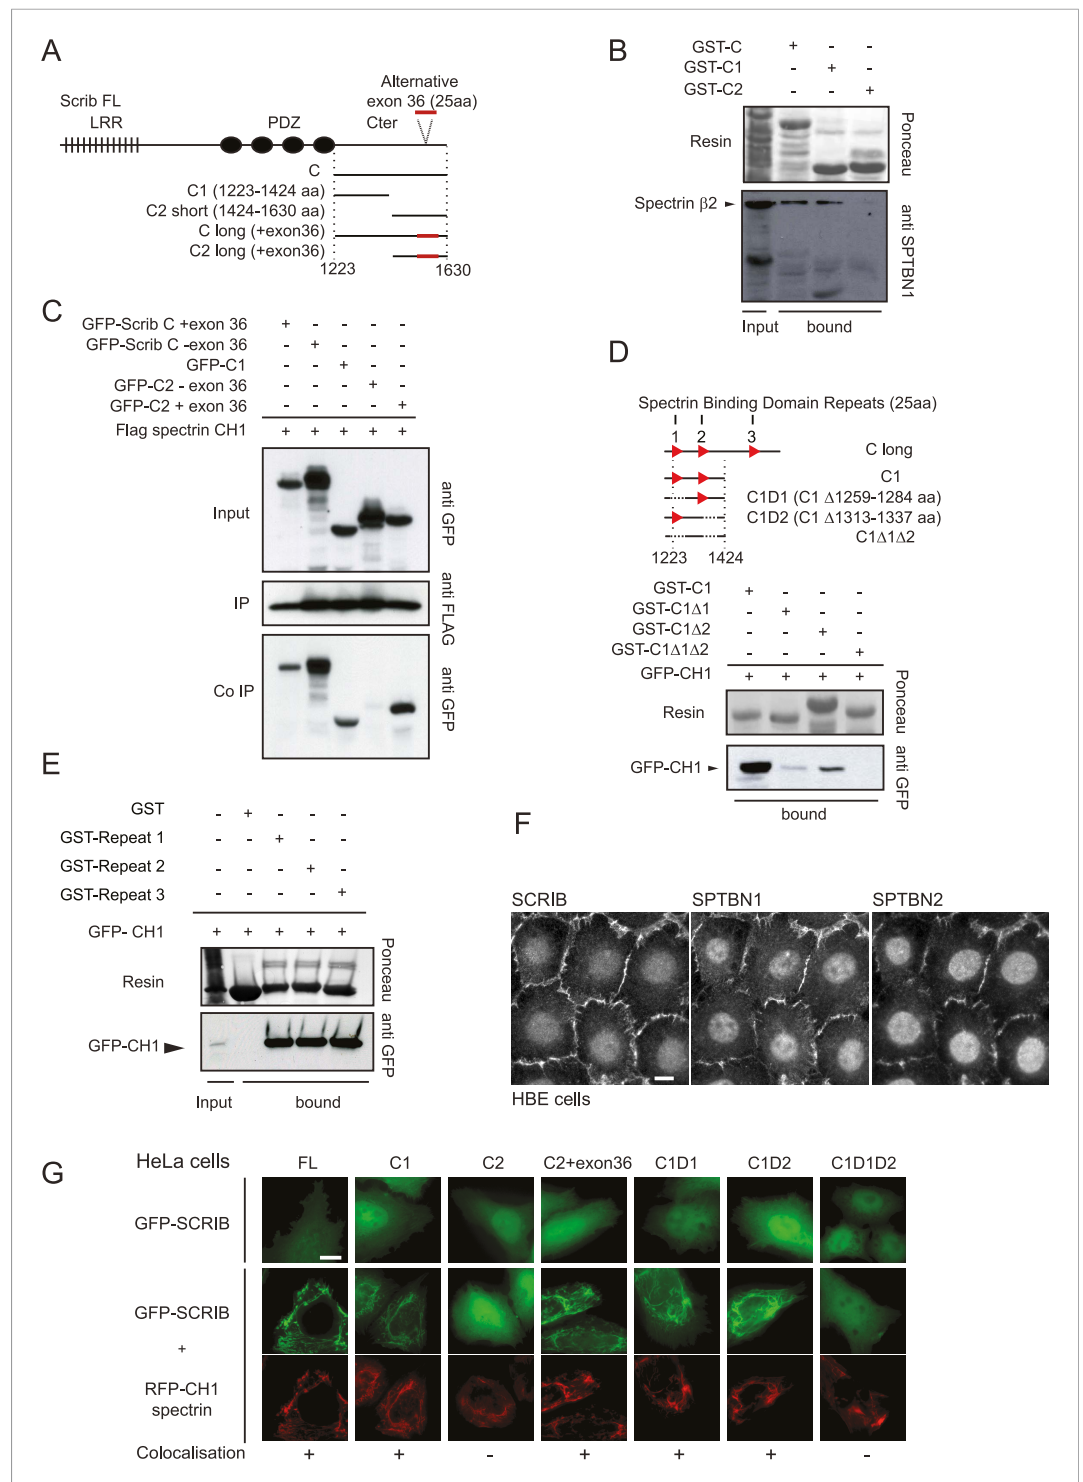 A
Alternative
exon 36 (25aa)
Scrib FL
LRR
PDZ
Cter
C
C1 (1223-1424 aa)
C2 short (1424-1630 aa)
C long (+exon36)
C2 long (+exon36)
1223
1630
B
GST-C + - -
GST-C1 - + -
GST-C2 - - +
Resin
Ponceau
Spectrin β2
anti SPTBN1
Input
bound
C
GFP-Scrib C +exon 36 + - - - -
GFP-Scrib C -exon 36 - + - - -
GFP-C1 - - + - -
GFP-C2 - exon 36 - - - + -
GFP-C2 + exon 36 - - - - +
Flag spectrin CH1 + + + + +
Input
anti GFP
IP
anti FLAG
Co IP
anti GFP
D
Spectrin Binding Domain Repeats (25aa)
1 2 3
C long
C1
C1D1 (C1 Δ1259-1284 aa)
C1D2 (C1 Δ1313-1337 aa)
C1Δ1Δ2
1223
1424
GST-C1 + - - -
GST-C1Δ1 - + - -
GST-C1Δ2 - - + -
GST-C1Δ1Δ2 - - - +
GFP-CH1 + + + +
Resin
Ponceau
GFP-CH1
anti GFP
bound
E
GST - + - - -
GST-Repeat 1 - - + - -
GST-Repeat 2 - - - + -
GST-Repeat 3 - - - - +
GFP- CH1 + + + + +
Resin
Ponceau
GFP-CH1
anti GFP
Input
bound
F
SCRIB
SPTBN1
SPTBN2
HBE cells
G
HeLa cells
FL
C1
C2
C2+exon36
C1D1
C1D2
C1D1D2
GFP-SCRIB
GFP-SCRIB
+
RFP-CH1
spectrin
Colocalisation + + - + + + -